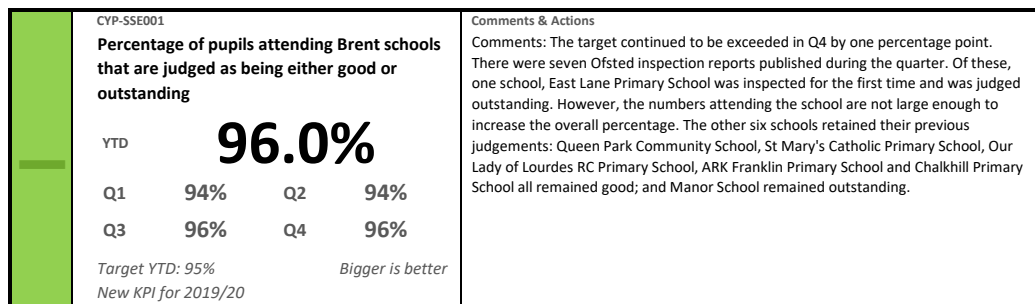 CYP-SSE001
Percentage of pupils attending Brent schools
that are judged as being either good or
outstanding
YTD 96.0%
Q1 94% Q2 94%
Q3 96% Q4 96%
Target YTD: 95% Bigger is better
New KPI for 2019/20
Comments & Actions
Comments: The target continued to be exceeded in Q4 by one percentage point.
There were seven Ofsted inspection reports published during the quarter. Of these,
one school, East Lane Primary School was inspected for the first time and was judged
outstanding. However, the numbers attending the school are not large enough to
increase the overall percentage. The other six schools retained their previous
judgements: Queen Park Community School, St Mary's Catholic Primary School, Our
Lady of Lourdes RC Primary School, ARK Franklin Primary School and Chalkhill Primary
School all remained good; and Manor School remained outstanding.